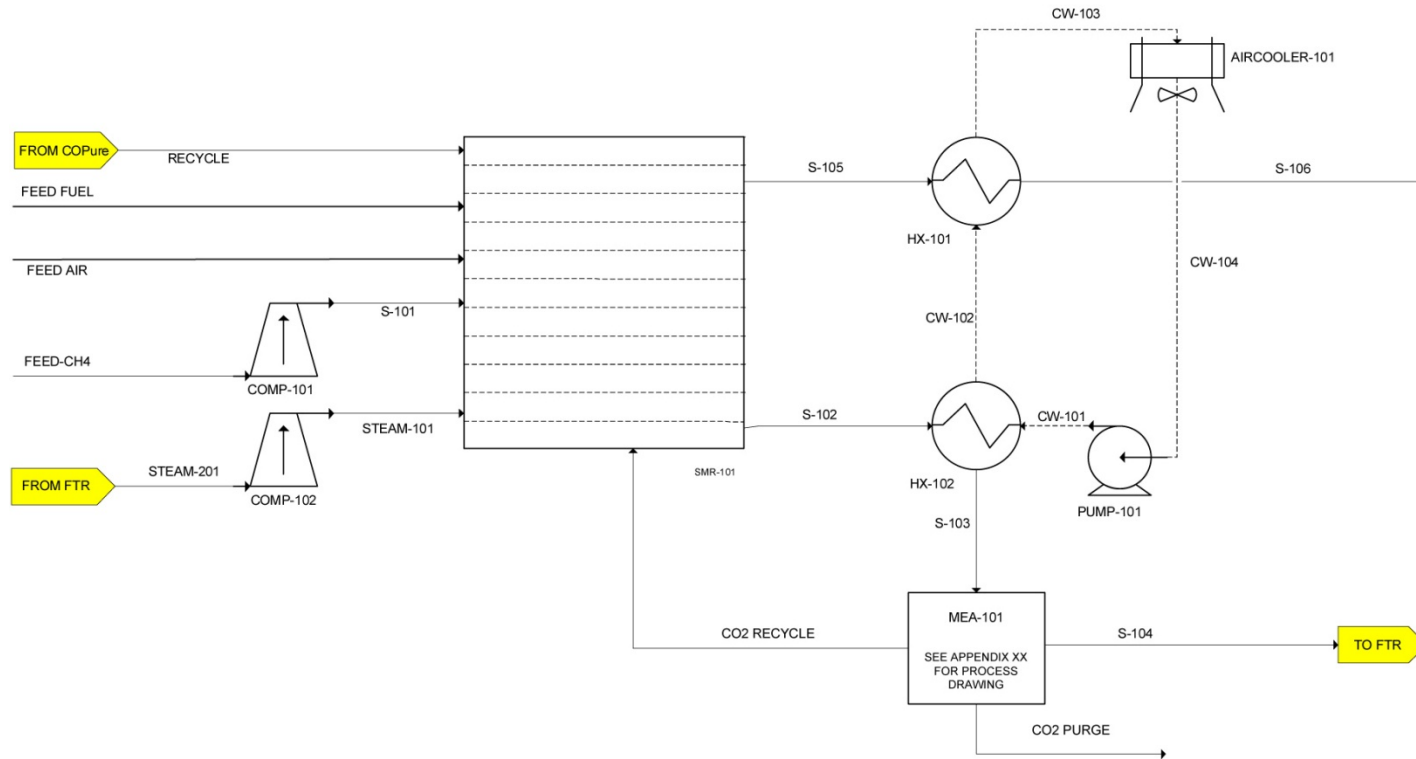 CW-103
AIRCOOLER-101
FROM COPure
RECYCLE
S-105
S-106
FEED FUEL
HX-101
FEED AIR
CW-104
S-101
CW-102
FEED-CH4
COMP-101
STEAM-101
S-102
CW-101
FROM FTR
STEAM-201
COMP-102
SMR-101
HX-102
PUMP-101
S-103
MEA-101
CO2 RECYCLE
S-104
TO FTR
SEE APPENDIX XX
FOR PROCESS
DRAWING
CO2 PURGE